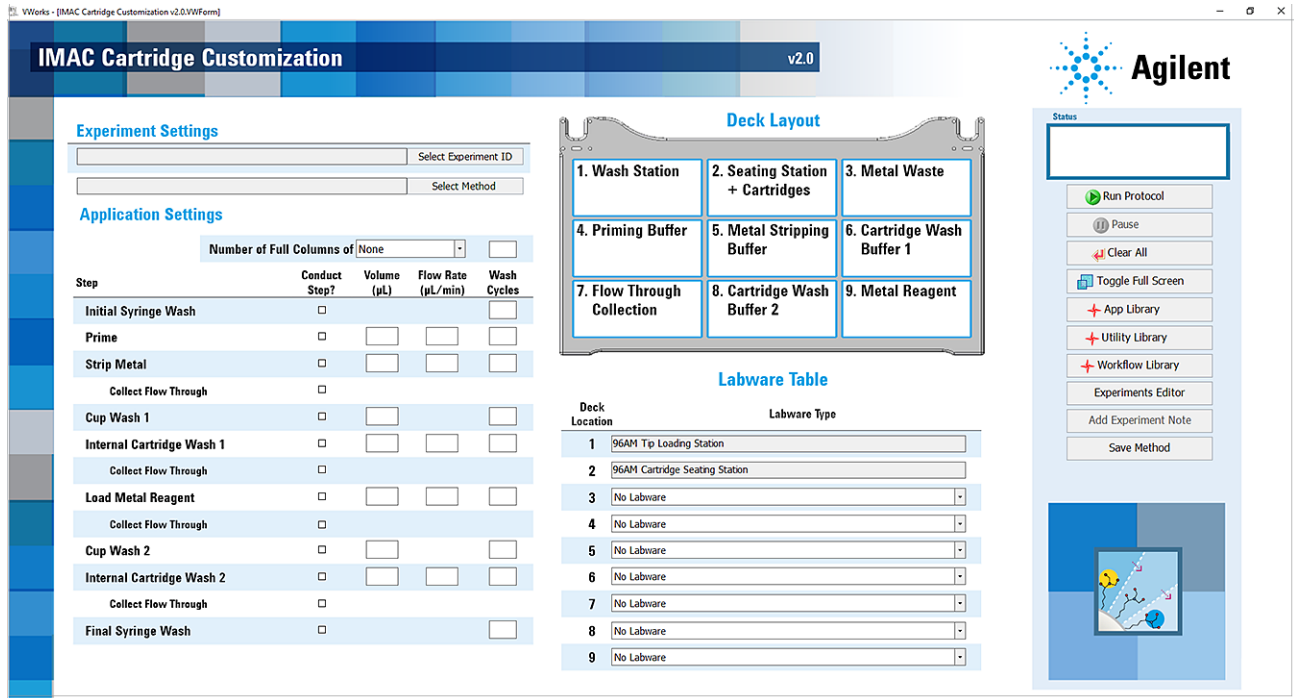 VWorks - [IMAC Cartridge Customization v2.0.VWForm]
IMAC Cartridge Customization v2.0
Agilent
Experiment Settings
Select Experiment ID
Select Method
Application Settings
Number of Full Columns of None
Step
Conduct Step?
Volume (µL)
Flow Rate (µL/min)
Wash Cycles
Initial Syringe Wash
Prime
Strip Metal
Collect Flow Through
Cup Wash 1
Internal Cartridge Wash 1
Collect Flow Through
Load Metal Reagent
Collect Flow Through
Cup Wash 2
Internal Cartridge Wash 2
Collect Flow Through
Final Syringe Wash
Deck Layout
1. Wash Station
2. Seating Station
+ Cartridges
3. Metal Waste
4. Priming Buffer
5. Metal Stripping
Buffer
6. Cartridge Wash
Buffer 1
7. Flow Through
Collection
8. Cartridge Wash
Buffer 2
9. Metal Reagent
Labware Table
Deck
Location
Labware Type
1 96AM Tip Loading Station
2 96AM Cartridge Seating Station
3 No Labware
4 No Labware
5 No Labware
6 No Labware
7 No Labware
8 No Labware
9 No Labware
Status
Run Protocol
Pause
Clear All
Toggle Full Screen
App Library
Utility Library
Workflow Library
Experiments Editor
Add Experiment Note
Save Method